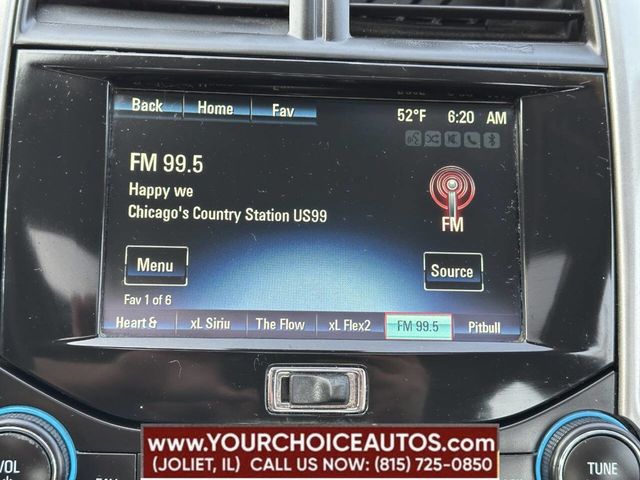 Back Home Fav
52°F 6:20 AM
FM 99.5
Happy we
Chicago's Country Station US99
FM
Menu
Source
Fav 1 of 6
Heart & xL Siriu The Flow xL Flex2 FM 99.5 Pitbull
VOL
TUNE
WWW.YOURCHOICEAUTOS.COM
(JOLIET, IL) CALL US NOW: (815) 725-0850